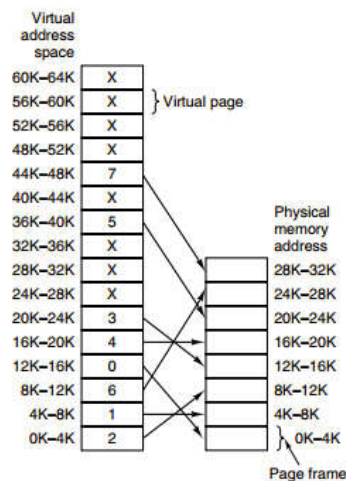 Virtual
address
space
60K–64K X
56K–60K X } Virtual page
52K–56K X
48K–52K X
44K–48K 7
40K–44K X
36K–40K 5
32K–36K X
28K–32K X
24K–28K X
20K–24K 3
16K–20K 4
12K–16K 0
8K–12K 6
4K–8K 1
0K–4K 2
Physical
memory
address
28K–32K
24K–28K
20K–24K
16K–20K
12K–16K
8K–12K
4K–8K
0K–4K
Page frame